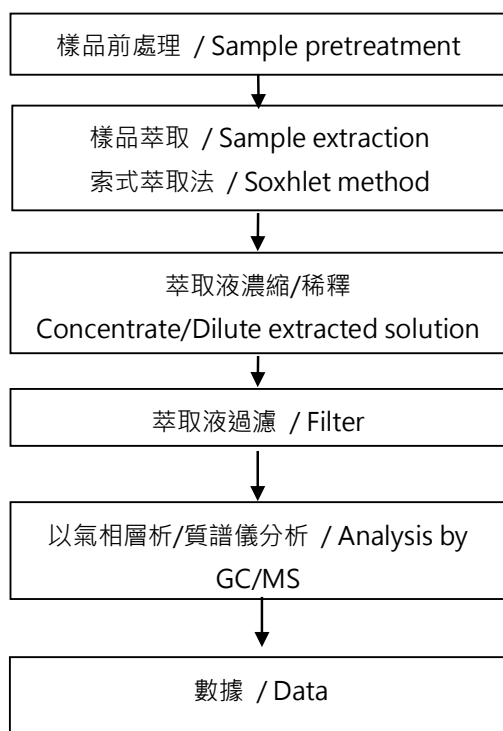 樣品前處理 / Sample pretreatment
樣品萃取 / Sample extraction
索式萃取法 / Soxhlet method
萃取液濃縮/稀釋
Concentrate/Dilute extracted solution
萃取液過濾 / Filter
以氣相層析/質譜儀分析 / Analysis by
GC/MS
數據 / Data